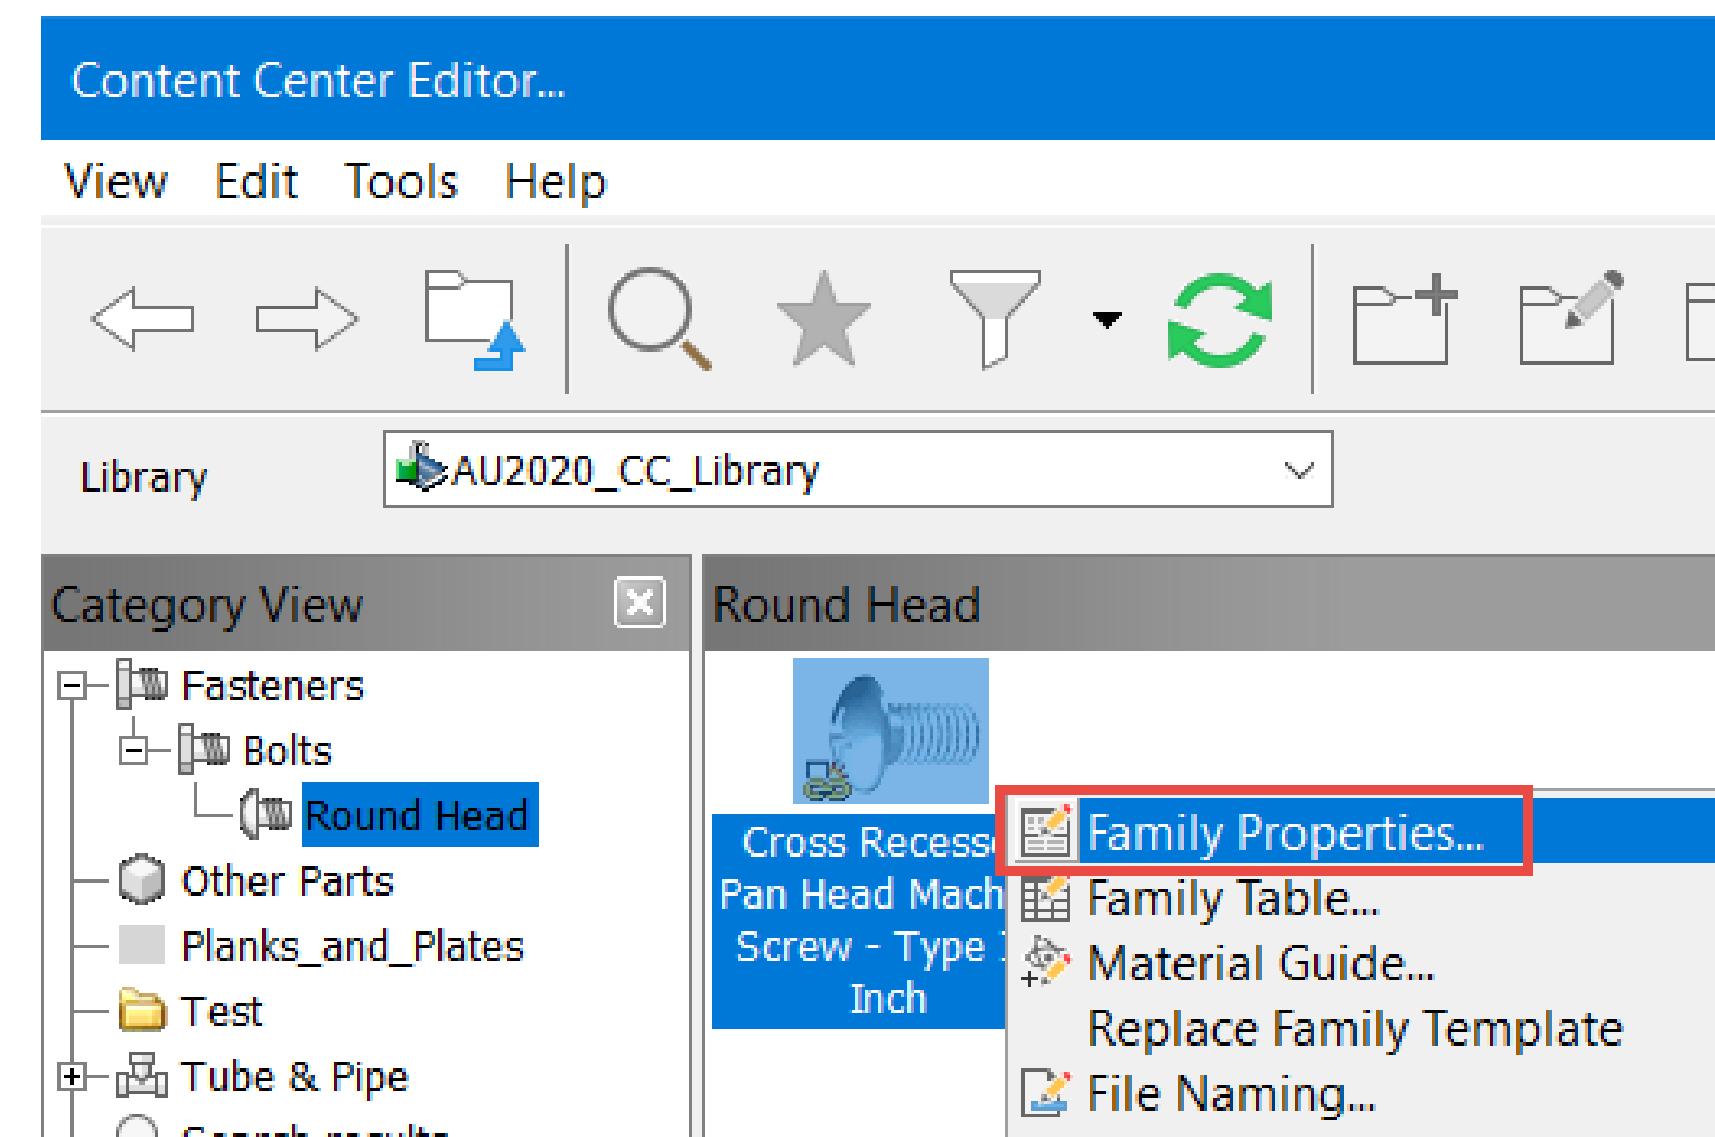 Content Center Editor...
View Edit Tools Help
Library
AU2020_CC_Library
Category View
Round Head
Fasteners
Bolts
Round Head
Other Parts
Planks_and_Plates
Test
Tube & Pipe
Search results
Cross
Pan Head
Screw - Type
Inch
Family Properties...
Family Table...
Material Guide...
Replace Family Template
File Naming...